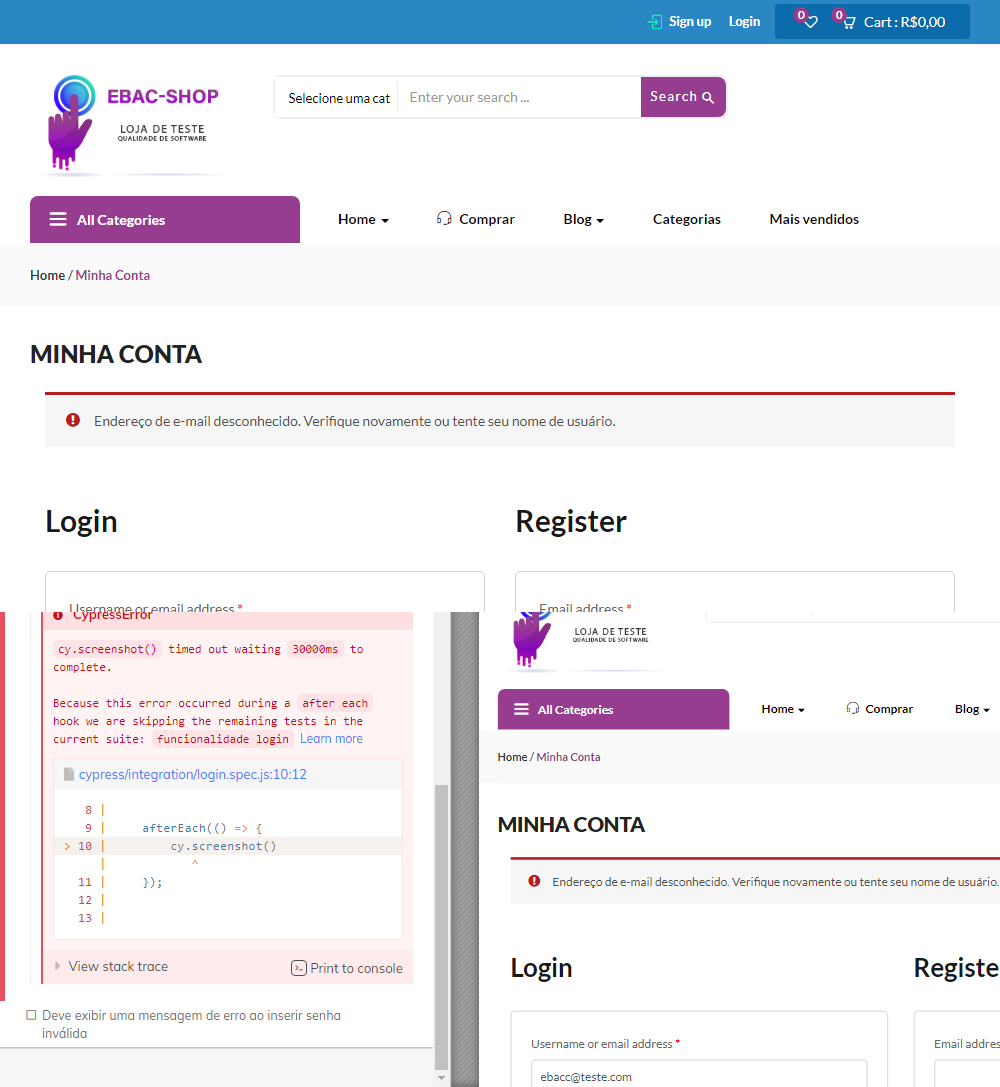 Sign up
Login
0
0
Cart : R$0,00
EBAC-SHOP
LOJA DE TESTE
QUALIDADE DE SOFTWARE
Selecione uma cat
Enter your search ...
Search
All Categories
Home
Comprar
Blog
Categorias
Mais vendidos
Home / Minha Conta
MINHA CONTA
Endereço de e-mail desconhecido. Verifique novamente ou tente seu nome de usuário.
Login
Register
Username or email address *
Email address *
CypressError
cy.screenshot() timed out waiting 30000ms to
complete.
Because this error occurred during a after each
hook we are skipping the remaining tests in the
current suite: funcionalidade login Learn more
cypress/integration/login.spec.js:10:12
8 |
9 | afterEach(() => {
> 10 | cy.screenshot()
| ^
11 | });
12 |
13 |
View stack trace
Print to console
Deve exibir uma mensagem de erro ao inserir senha
inválida
LOJA DE TESTE
QUALIDADE DE SOFTWARE
All Categories
Home
Comprar
Blog
Home / Minha Conta
MINHA CONTA
Endereço de e-mail desconhecido. Verifique novamente ou tente seu nome de usuário.
Login
Registe
Username or email address *
Email addres
ebacc@teste.com